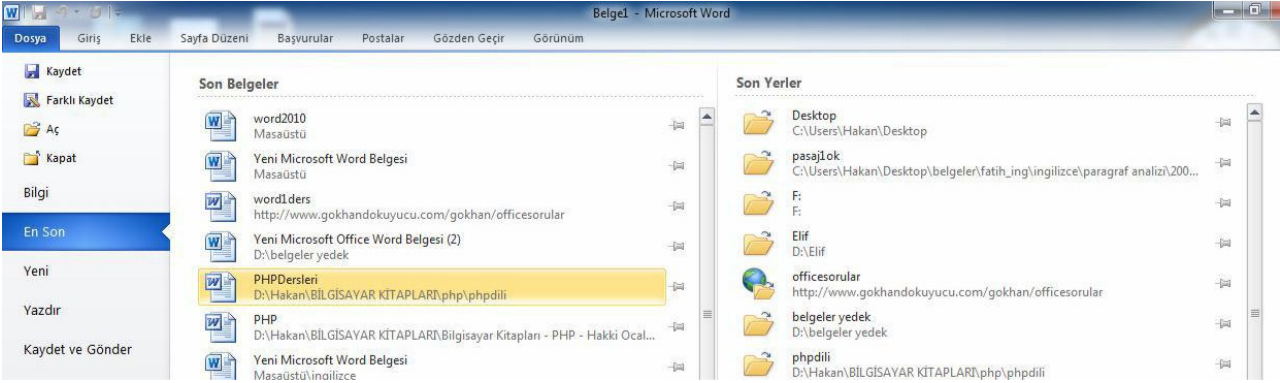 Belge1 - Microsoft Word
Dosya Giriş Ekle Sayfa Düzeni Başvurular Postalar Gözden Geçir Görünüm
Kaydet
Farklı Kaydet
Aç
Kapat
Bilgi
En Son
Yeni
Yazdır
Kaydet ve Gönder
Son Belgeler
word2010
Masaüstü
Yeni Microsoft Word Belgesi
Masaüstü
word1ders
http://www.gokhandokuyucu.com/gokhan/officesorular
Yeni Microsoft Office Word Belgesi (2)
D:\belgeler yedek
PHPDersleri
D:\Hakan\BİLGİSAYAR KİTAPLARI\php\phpdili
PHP
D:\Hakan\BİLGİSAYAR KİTAPLARI\Bilgisayar Kitapları - PHP - Hakki Ocal...
Yeni Microsoft Word Belgesi
Masaüstü\ingilizce
Son Yerler
Desktop
C:\Users\Hakan\Desktop
pasaj1ok
C:\Users\Hakan\Desktop\belgeler\fatih_ing\ingilizce\paragraf analizi\200...
F:
F:
Elif
D:\Elif
officesorular
http://www.gokhandokuyucu.com/gokhan/officesorular
belgeler yedek
D:\belgeler yedek
phpdili
D:\Hakan\BİLGİSAYAR KİTAPLARI\php\phpdili